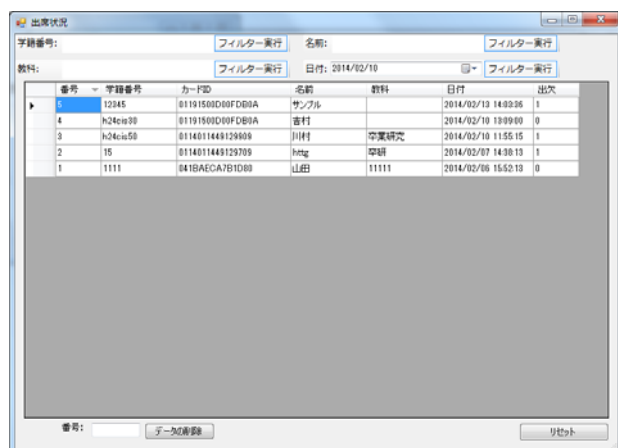 出席状況
学籍番号: フィルター実行 名前: フィルター実行
教科: フィルター実行 日付: 2014/02/10 フィルター実行
番号 学籍番号 カードID 名前 教科 日付 出欠
5 12345 01191500D00FDB0A サンプル 2014/02/13 14:03:36 1
4 h24cis30 01191500D00FDB0A 吉村 2014/02/10 13:09:00 0
3 h24cis50 0114011449129909 川村 卒業研究 2014/02/10 11:55:15 1
2 15 0114011449129709 httg 卒研 2014/02/07 14:38:13 1
1 1111 041BAECA7B1D80 山田 11111 2014/02/06 15:52:13 0
番号: データの削除 リセット